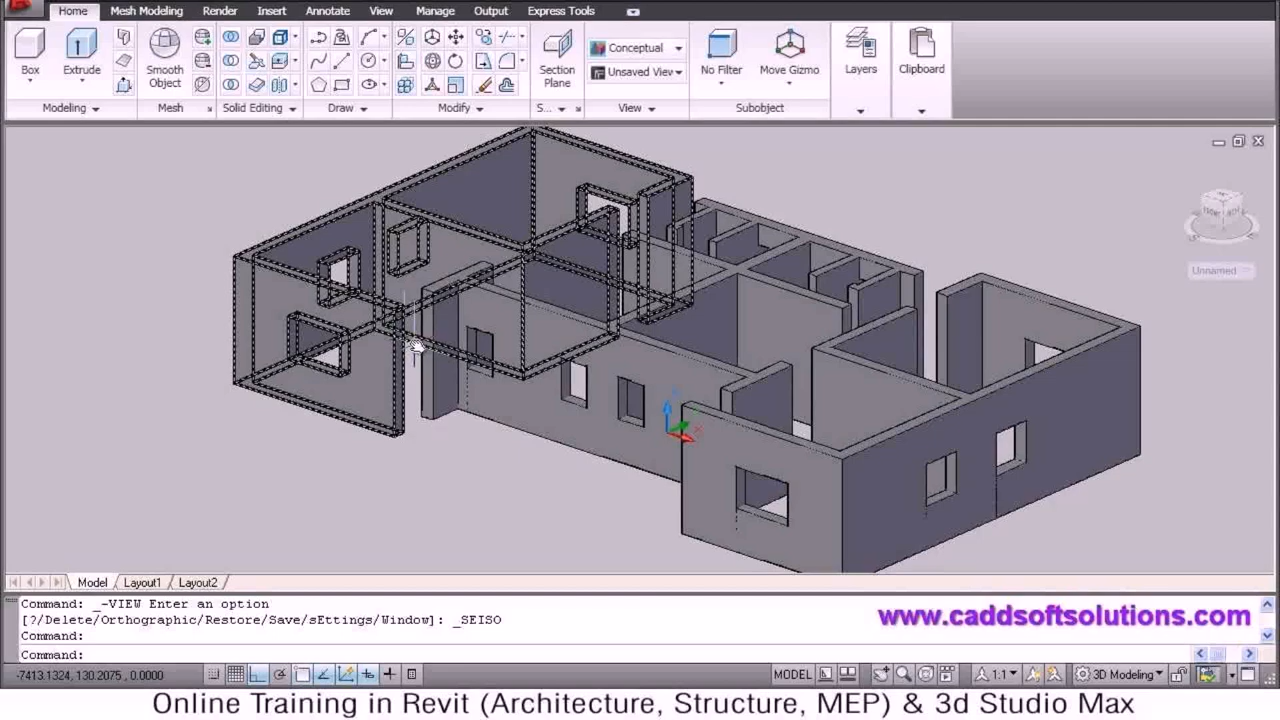 Home Mesh Modeling Render Insert Annotate View Manage Output Express Tools
Box Extrude Smooth Object Section Plane Conceptual Unsaved View No Filter Move Gizmo Layers Clipboard
Modeling Mesh Solid Editing Draw Modify S... View Subobject
Unnamed
Model Layout1 Layout2
Command: _-VIEW Enter an option
[?/Delete/Orthographic/Restore/Save/sEttings/Window]: _SEISO
Command:
Command:
www.caddsoftsolutions.com
-7413.1324, 130.2075, 0.0000 MODEL 1:1 3D Modeling
Online Training in Revit (Architecture, Structure, MEP) & 3d Studio Max